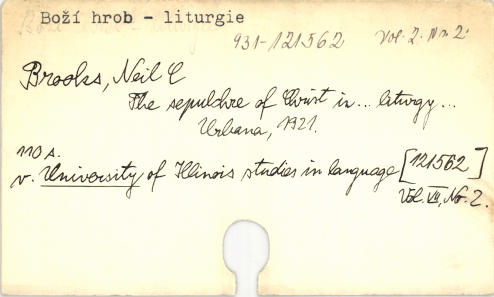 Boží hrob - liturgie
931-121562 Vol. 2. Nr. 2.
Brooks, Neil C
The sepulchre of Christ in... liturgy...
Urbana, 1921.
110 s.
v. University of Illinois studies in language [121562]
Vol. VII, No. 2.